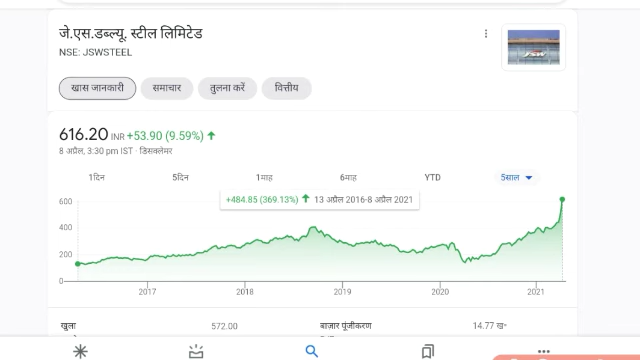 जे.एस.डब्ल्यू. स्टील लिमिटेड
NSE: JSWSTEEL
JSW
खास जानकारी समाचार तुलना करें वित्तीय
616.20 INR +53.90 (9.59%)
8 अप्रैल, 3:30 pm IST · डिसक्लेमर
1दिन 5दिन 1माह 6माह YTD 5साल
+484.85 (369.13%) 13 अप्रैल 2016-8 अप्रैल 2021
600
400
200
0
2017 2018 2019 2020 2021
खुला 572.00 बाज़ार पूंजीकरण 14.77 ख॰